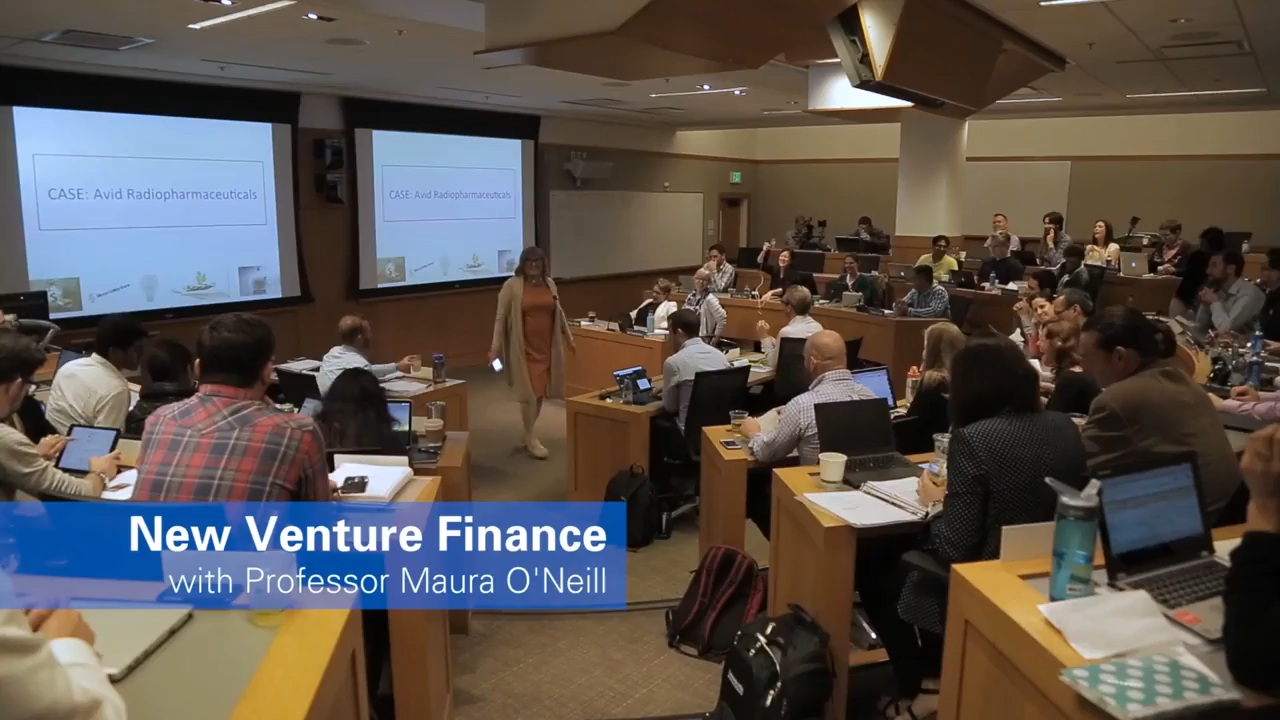 CASE: Avid Radiopharmaceuticals
CASE: Avid Radiopharmaceuticals
New Venture Finance
with Professor Maura O'Neill